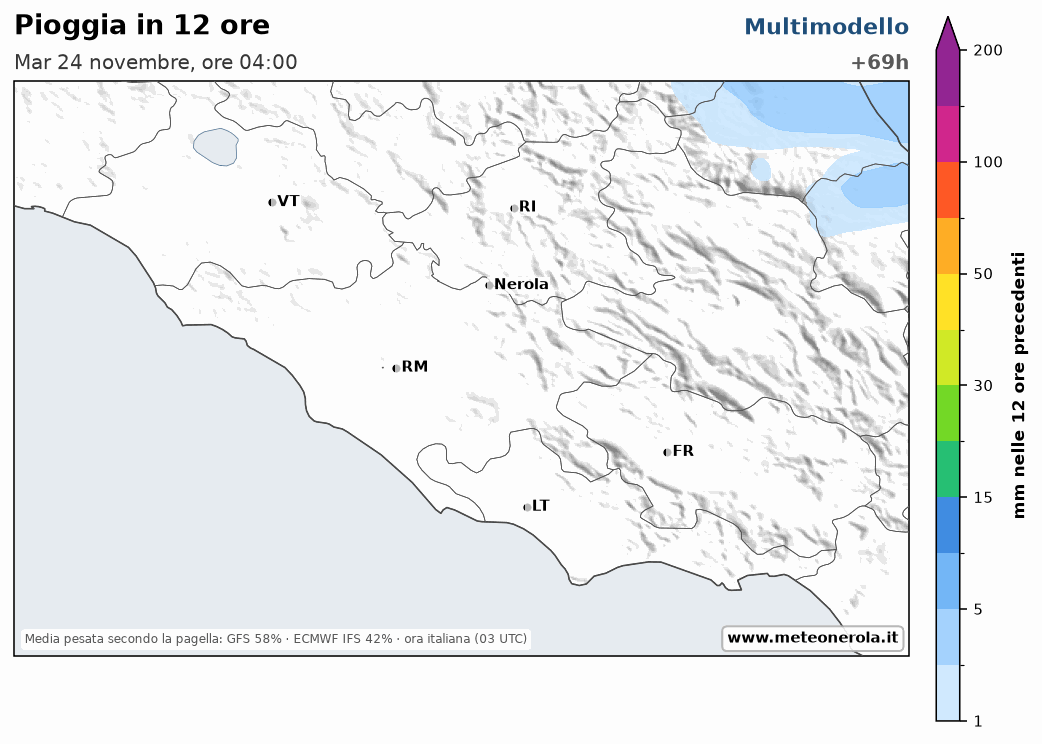 Pioggia in 12 ore
Multimodello
Mar 24 novembre, ore 04:00
+69h
200
100
50
30
15
5
1
mm nelle 12 ore precedenti
VT
RI
Nerola
RM
FR
LT
Media pesata secondo la pagella: GFS 58% · ECMWF IFS 42% · ora italiana (03 UTC)
www.meteonerola.it